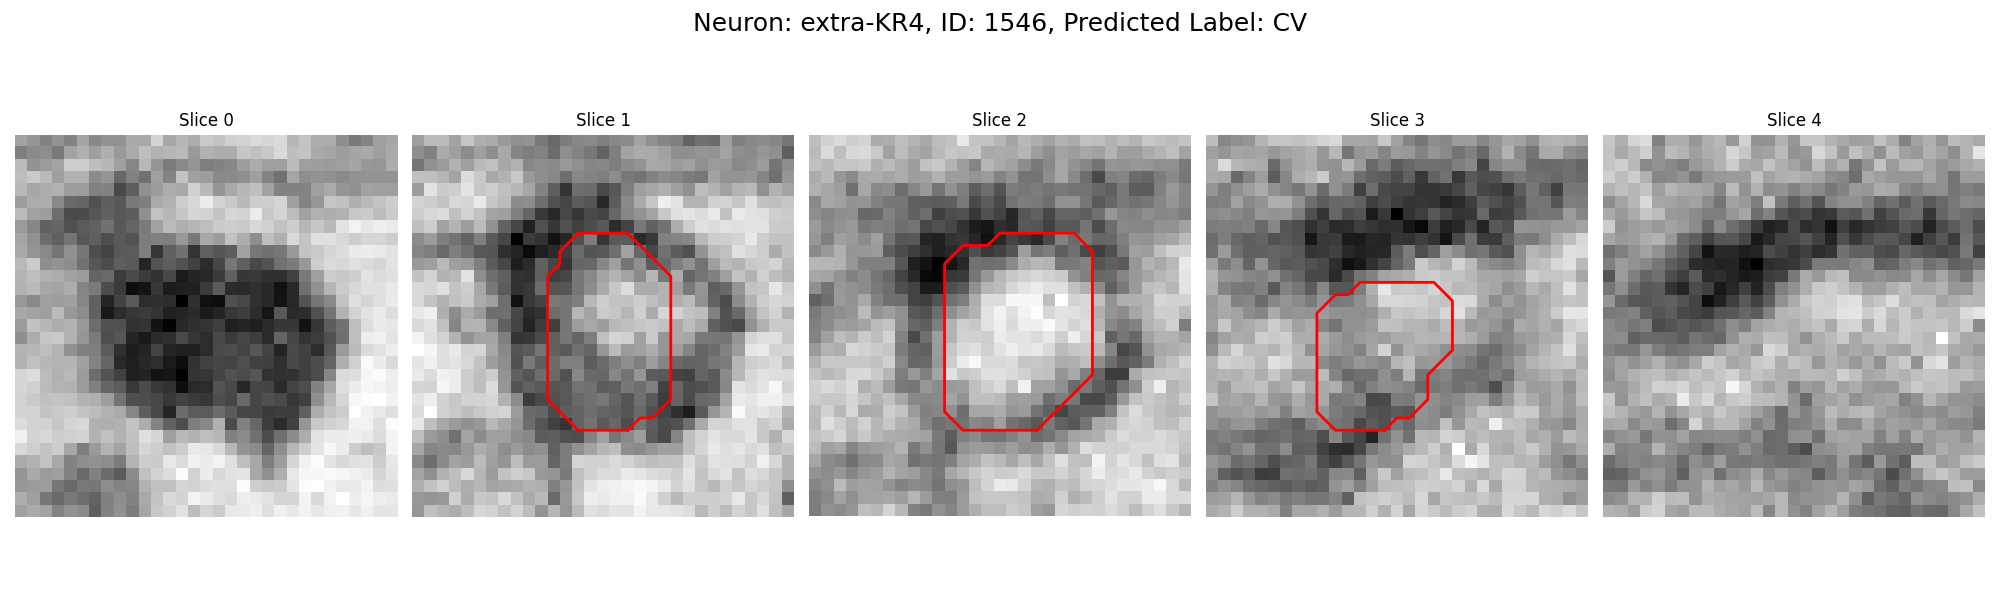 Neuron: extra-KR4, ID: 1546, Predicted Label: CV
Slice 0
Slice 1
Slice 2
Slice 3
Slice 4